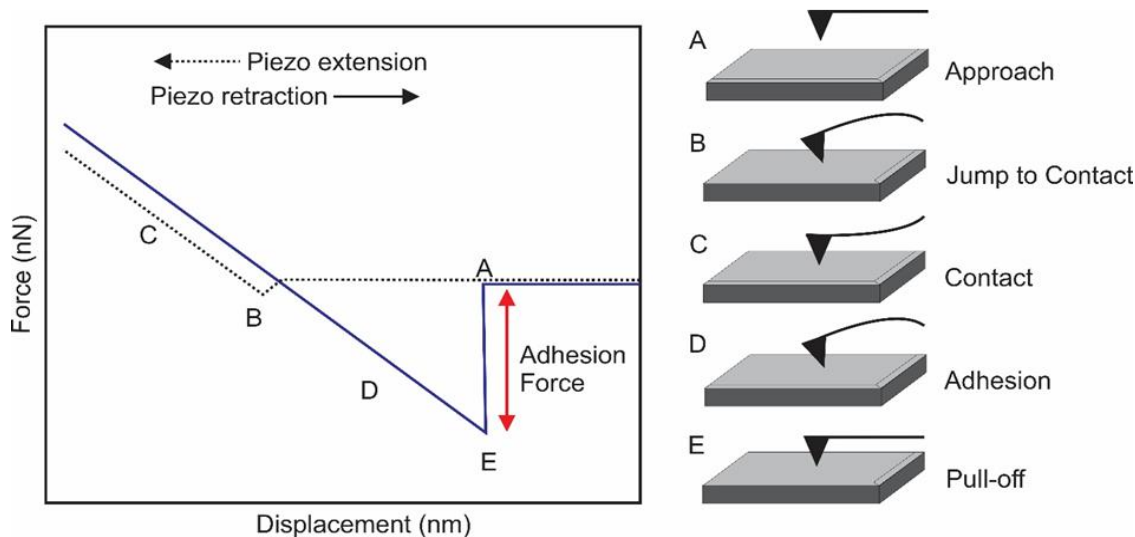 Piezo extension
Piezo retraction
C
B
A
D
E
Adhesion
Force
Force (nN)
Displacement (nm)
A
Approach
B
Jump to Contact
C
Contact
D
Adhesion
E
Pull-off